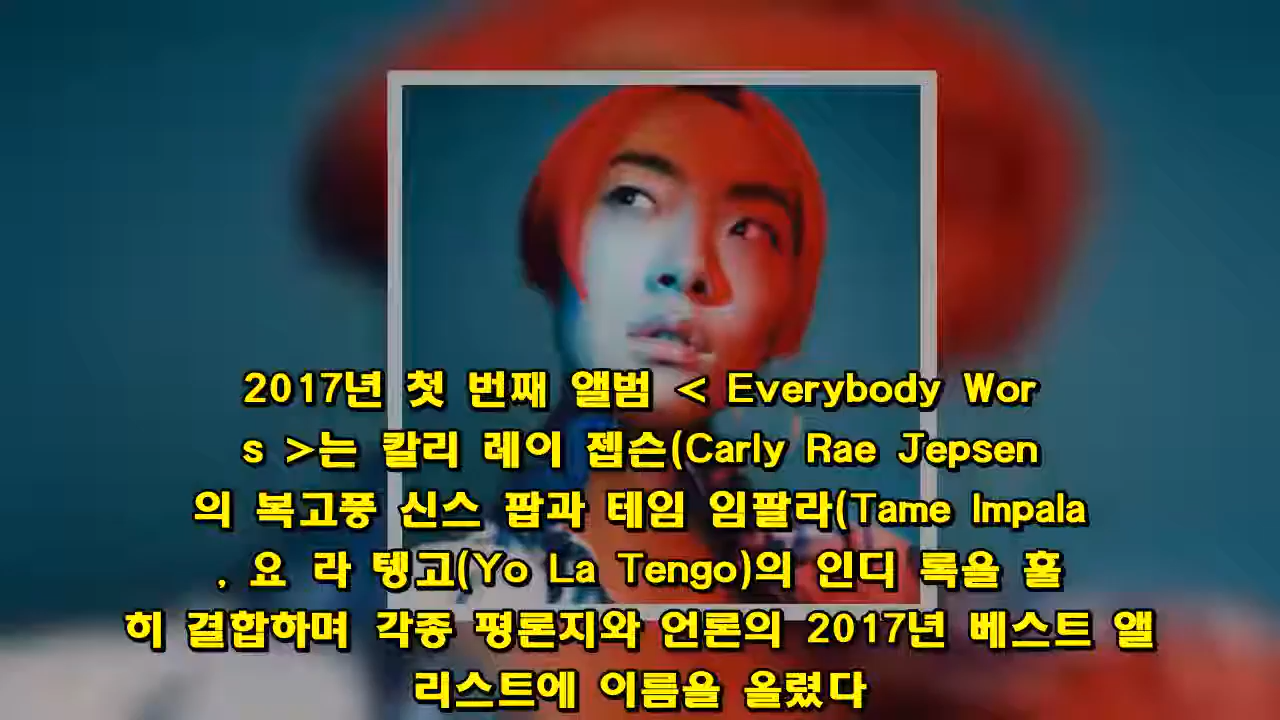 2017년 첫 번째 앨범 < Everybody Wor
s >는 칼리 레이 젭슨(Carly Rae Jepsen
의 복고풍 신스 팝과 테임 임팔라(Tame Impala
, 요 라 텡고(Yo La Tengo)의 인디 록을 훌
히 결합하며 각종 평론지와 언론의 2017년 베스트 앨
리스트에 이름을 올렸다